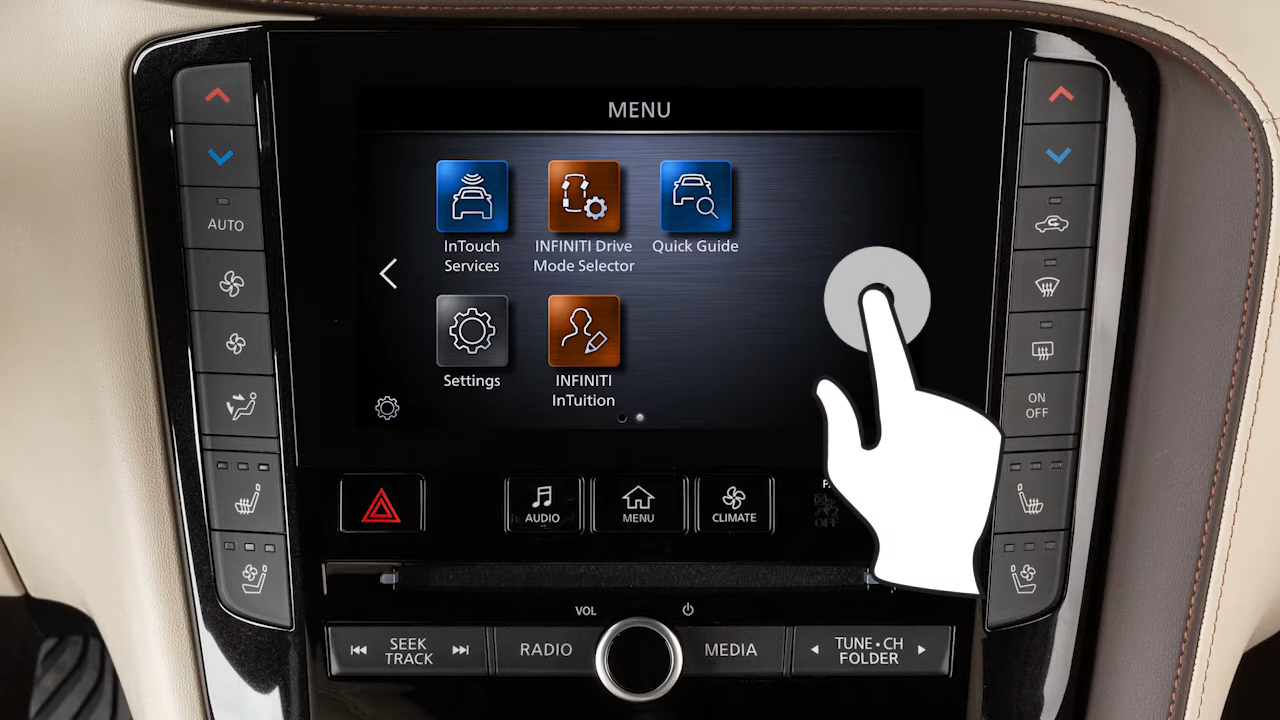 MENU
InTouch
Services
INFINITI Drive
Mode Selector
Quick Guide
Settings
INFINITI
InTuition
AUTO
ON
OFF
AUDIO
MENU
CLIMATE
OFF
VOL
SEEK
TRACK
RADIO
MEDIA
TUNE•CH
FOLDER